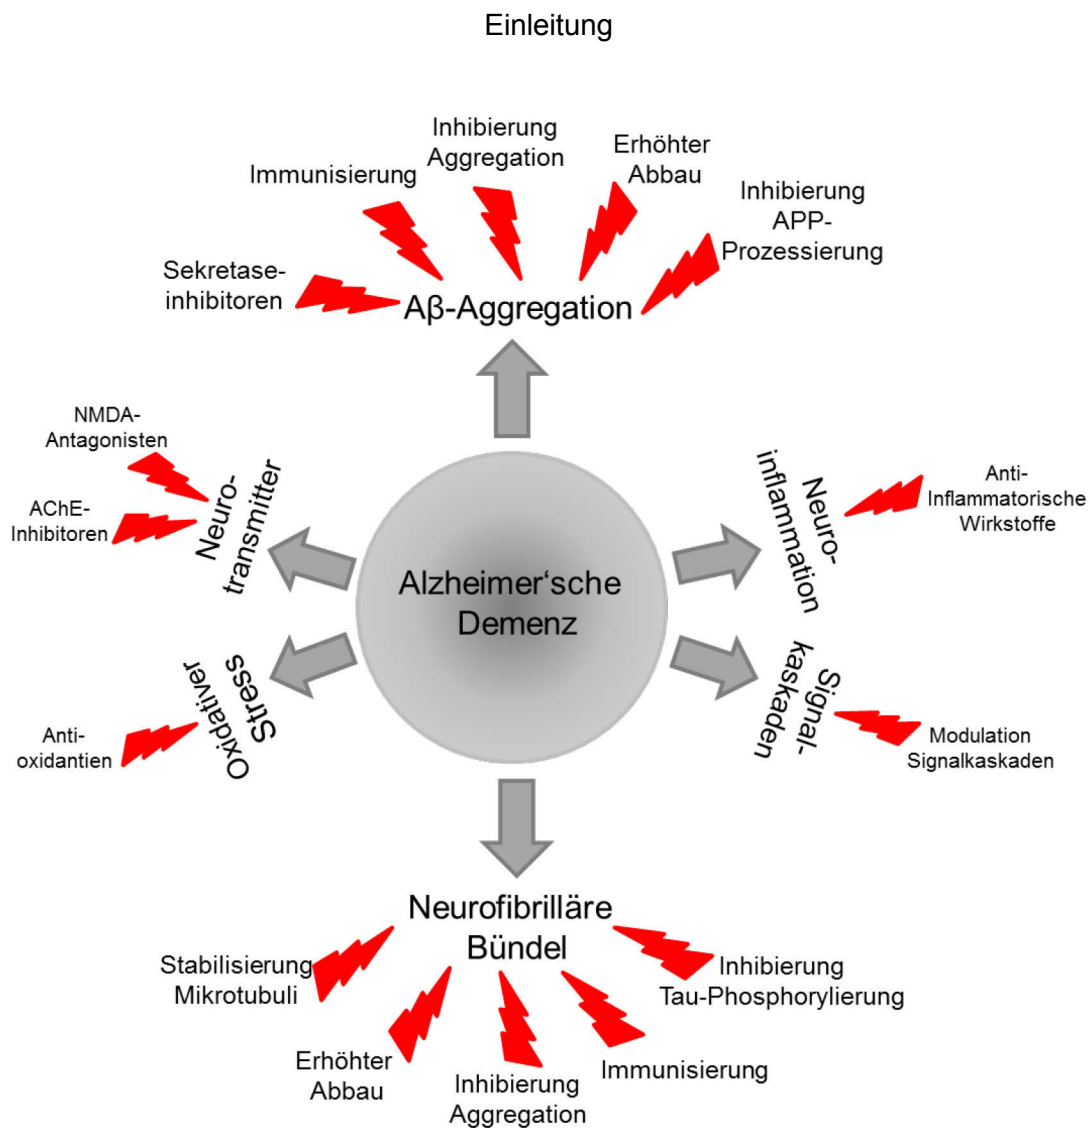 Einleitung
Inhibierung
Aggregation
Erhöhter
Abbau
Immunisierung
Inhibierung
APP-
Prozessierung
Sekretase-
inhibitoren
Aβ-Aggregation
NMDA-
Antagonisten
AChE-
Inhibitoren
Neuro-
transmitter
Neuro-
inflammation
Anti-
Inflammatorische
Wirkstoffe
Alzheimer‘sche
Demenz
Oxidativer
Stress
Anti-
oxidantien
Signal-
kaskaden
Modulation
Signalkaskaden
Neurofibrilläre
Bündel
Stabilisierung
Mikrotubuli
Inhibierung
Tau-Phosphorylierung
Erhöhter
Abbau
Inhibierung
Aggregation
Immunisierung